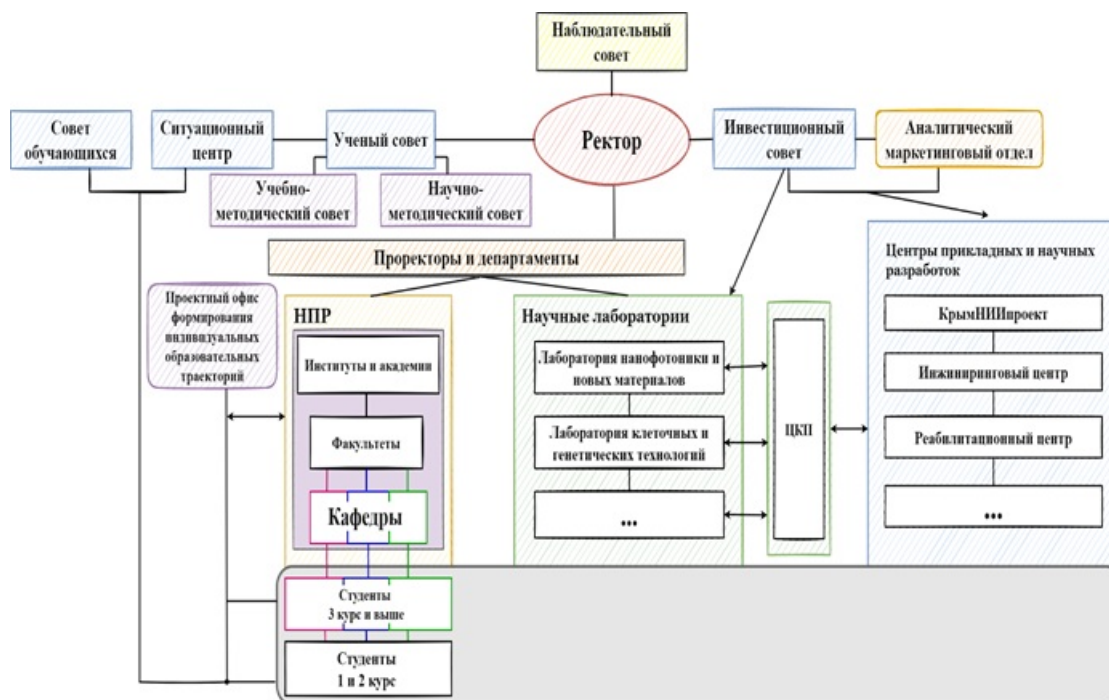 Наблюдательный
совет
Совет
обучающихся
Ситуационный
центр
Ученый совет
Ректор
Инвестиционный
совет
Аналитический
маркетинговый отдел
Учебно-
методический совет
Научно-
методический совет
Проректоры и департаменты
Центры прикладных и научных
разработок
Проектный офис
формирования
индивидуальных
образовательных
траекторий
НПР
Институты и академии
Факультеты
Кафедры
Научные лаборатории
Лаборатория нанофотоники и
новых материалов
Лаборатория клеточных и
генетических технологий
...
ЦКП
КрымНИИпроект
Инжиниринговый центр
Реабилитационный центр
...
Студенты
3 курс и выше
Студенты
1 и 2 курс